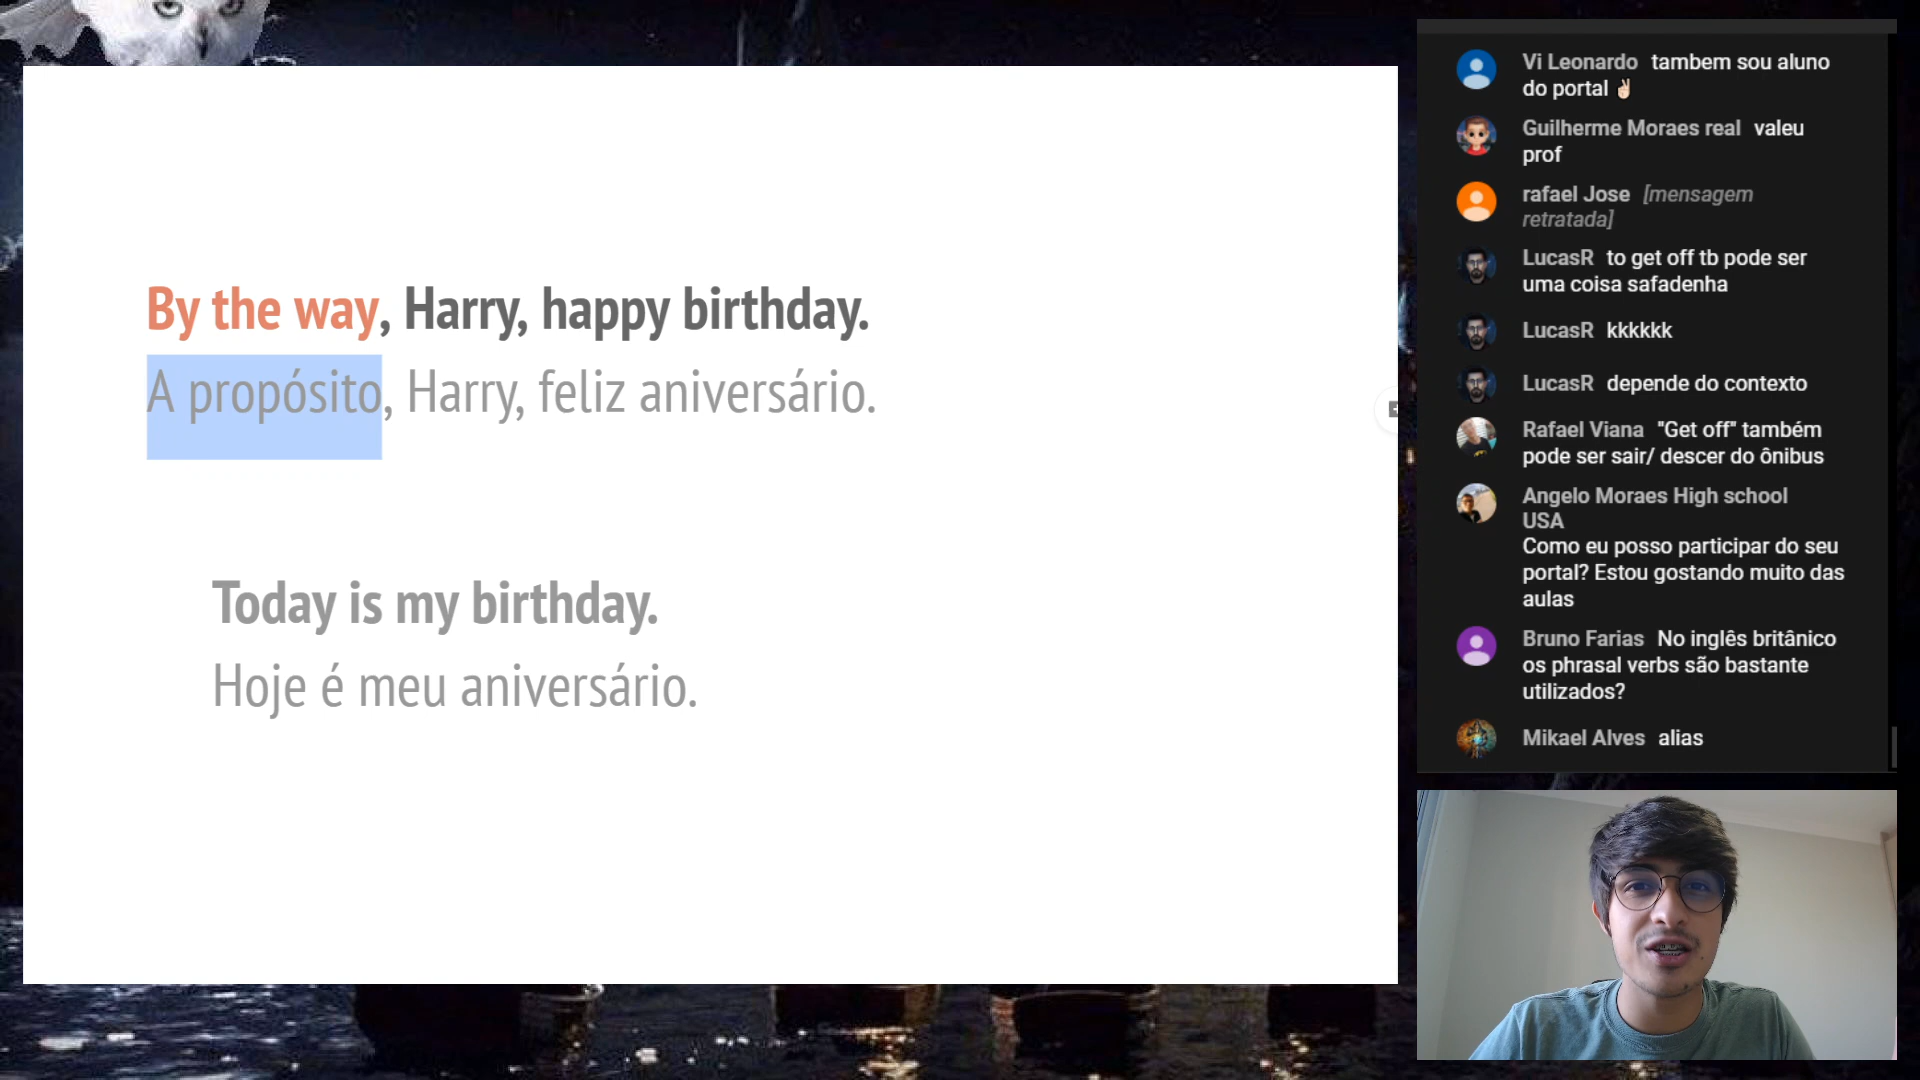 By the way, Harry, happy birthday.
A propósito, Harry, feliz aniversário.
Today is my birthday.
Hoje é meu aniversário.
Vi Leonardo tambem sou aluno
do portal ✌🏻
Guilherme Moraes real valeu
prof
rafael Jose [mensagem
retratada]
LucasR to get off tb pode ser
uma coisa safadenha
LucasR kkkkkk
LucasR depende do contexto
Rafael Viana "Get off" também
pode ser sair/ descer do ônibus
Angelo Moraes High school
USA
Como eu posso participar do seu
portal? Estou gostando muito das
aulas
Bruno Farias No inglês britânico
os phrasal verbs são bastante
utilizados?
Mikael Alves alias